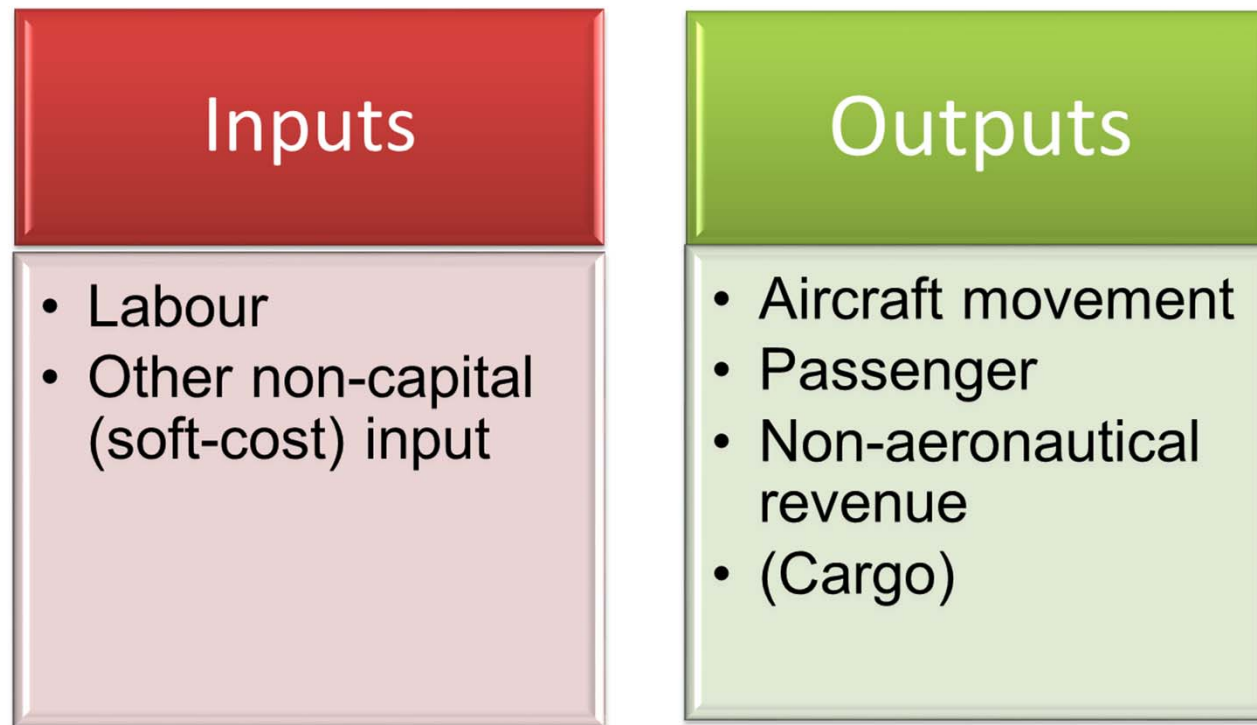 Inputs
• Labour
• Other non-capital
(soft-cost) input
Outputs
• Aircraft movement
• Passenger
• Non-aeronautical
revenue
• (Cargo)